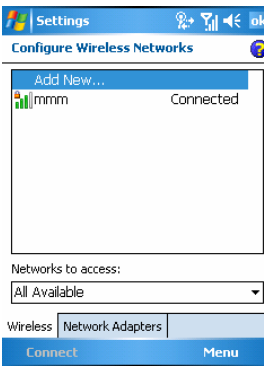 Settings ok
Configure Wireless Networks ?
Add New...
mmm Connected
Networks to access:
All Available
Wireless Network Adapters
Connect Menu